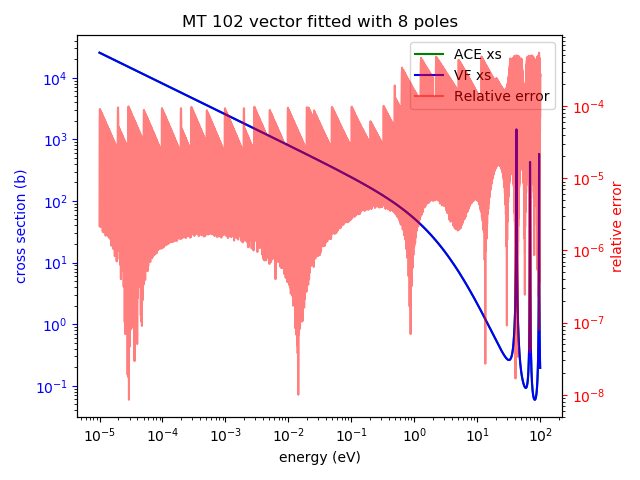 MT 102 vector fitted with 8 poles
ACE xs
VF xs
Relative error
cross section (b)
10⁴
10³
10²
10¹
10⁰
10⁻¹
10⁻⁴
10⁻⁵
10⁻⁶
10⁻⁷
10⁻⁸
relative error
10⁻⁵ 10⁻⁴ 10⁻³ 10⁻² 10⁻¹ 10⁰ 10¹ 10²
energy (eV)